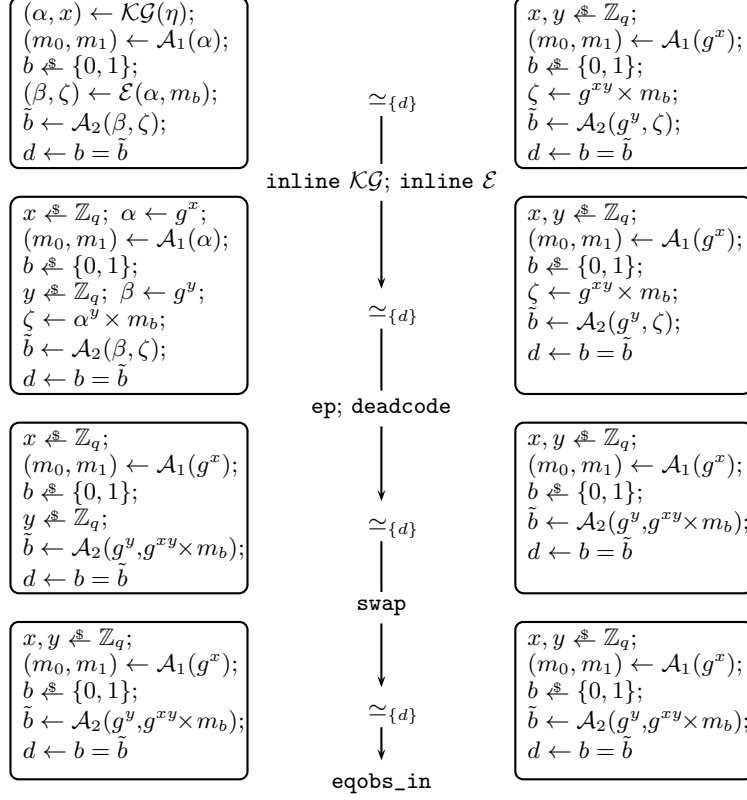 (α, x) ← 𝒦𝒢(η);
(m₀, m₁) ← 𝒜₁(α);
b ↞$ {0, 1};
(β, ζ) ← ℰ(α, m_b);
b̃ ← 𝒜₂(β, ζ);
d ← b = b̃
≃_{d}
x, y ↞$ ℤ_q;
(m₀, m₁) ← 𝒜₁(g^x);
b ↞$ {0, 1};
ζ ← g^{xy} × m_b;
b̃ ← 𝒜₂(g^y, ζ);
d ← b = b̃
inline 𝒦𝒢; inline ℰ
x ↞$ ℤ_q; α ← g^x;
(m₀, m₁) ← 𝒜₁(α);
b ↞$ {0, 1};
y ↞$ ℤ_q; β ← g^y;
ζ ← α^y × m_b;
b̃ ← 𝒜₂(β, ζ);
d ← b = b̃
≃_{d}
x, y ↞$ ℤ_q;
(m₀, m₁) ← 𝒜₁(g^x);
b ↞$ {0, 1};
ζ ← g^{xy} × m_b;
b̃ ← 𝒜₂(g^y, ζ);
d ← b = b̃
ep; deadcode
x ↞$ ℤ_q;
(m₀, m₁) ← 𝒜₁(g^x);
b ↞$ {0, 1};
y ↞$ ℤ_q;
b̃ ← 𝒜₂(g^y,g^{xy}×m_b);
d ← b = b̃
≃_{d}
x, y ↞$ ℤ_q;
(m₀, m₁) ← 𝒜₁(g^x);
b ↞$ {0, 1};
b̃ ← 𝒜₂(g^y,g^{xy}×m_b);
d ← b = b̃
swap
x, y ↞$ ℤ_q;
(m₀, m₁) ← 𝒜₁(g^x);
b ↞$ {0, 1};
b̃ ← 𝒜₂(g^y,g^{xy}×m_b);
d ← b = b̃
≃_{d}
x, y ↞$ ℤ_q;
(m₀, m₁) ← 𝒜₁(g^x);
b ↞$ {0, 1};
b̃ ← 𝒜₂(g^y,g^{xy}×m_b);
d ← b = b̃
eqobs_in